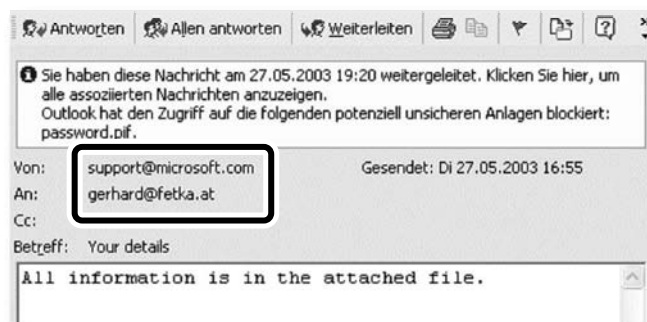 Antworten Allen antworten Weiterleiten
Sie haben diese Nachricht am 27.05.2003 19:20 weitergeleitet. Klicken Sie hier, um
alle assoziierten Nachrichten anzuzeigen.
Outlook hat den Zugriff auf die folgenden potenziell unsicheren Anlagen blockiert:
password.pif.
Von: support@microsoft.com Gesendet: Di 27.05.2003 16:55
An: gerhard@fetka.at
Cc:
Betreff: Your details
All information is in the attached file.